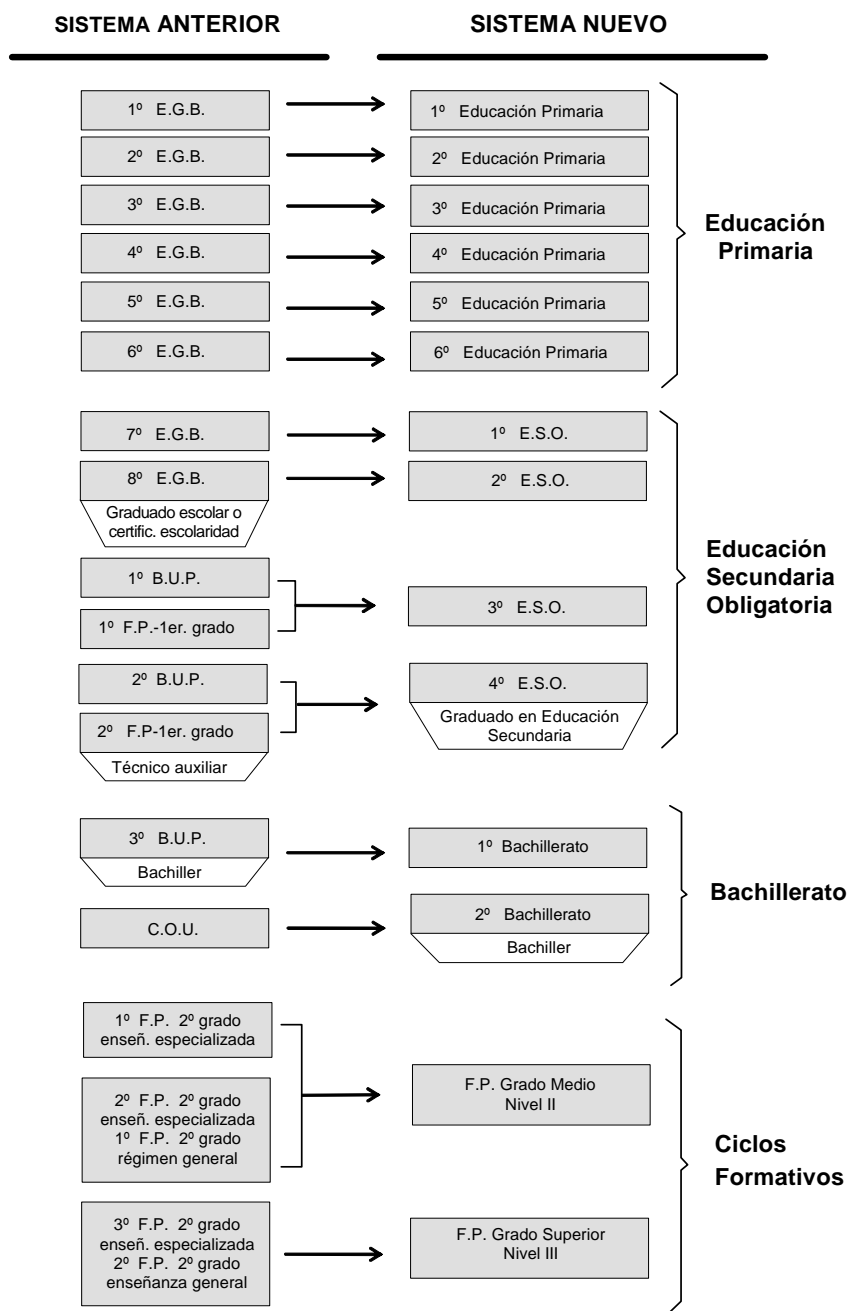 SISTEMA ANTERIOR
SISTEMA NUEVO
1º E.G.B.
1º Educación Primaria
2º E.G.B.
2º Educación Primaria
3º E.G.B.
3º Educación Primaria
4º E.G.B.
4º Educación Primaria
5º E.G.B.
5º Educación Primaria
6º E.G.B.
6º Educación Primaria
Educación
Primaria
7º E.G.B.
1º E.S.O.
8º E.G.B.
2º E.S.O.
Graduado escolar o
certific. escolaridad
1º B.U.P.
1º F.P.-1er. grado
3º E.S.O.
2º B.U.P.
2º F.P-1er. grado
Técnico auxiliar
4º E.S.O.
Graduado en Educación
Secundaria
Educación
Secundaria
Obligatoria
3º B.U.P.
Bachiller
1º Bachillerato
C.O.U.
2º Bachillerato
Bachiller
Bachillerato
1º F.P. 2º grado
enseñ. especializada
2º F.P. 2º grado
enseñ. especializada
1º F.P. 2º grado
régimen general
F.P. Grado Medio
Nivel II
3º F.P. 2º grado
enseñ. especializada
2º F.P. 2º grado
enseñanza general
F.P. Grado Superior
Nivel III
Ciclos
Formativos